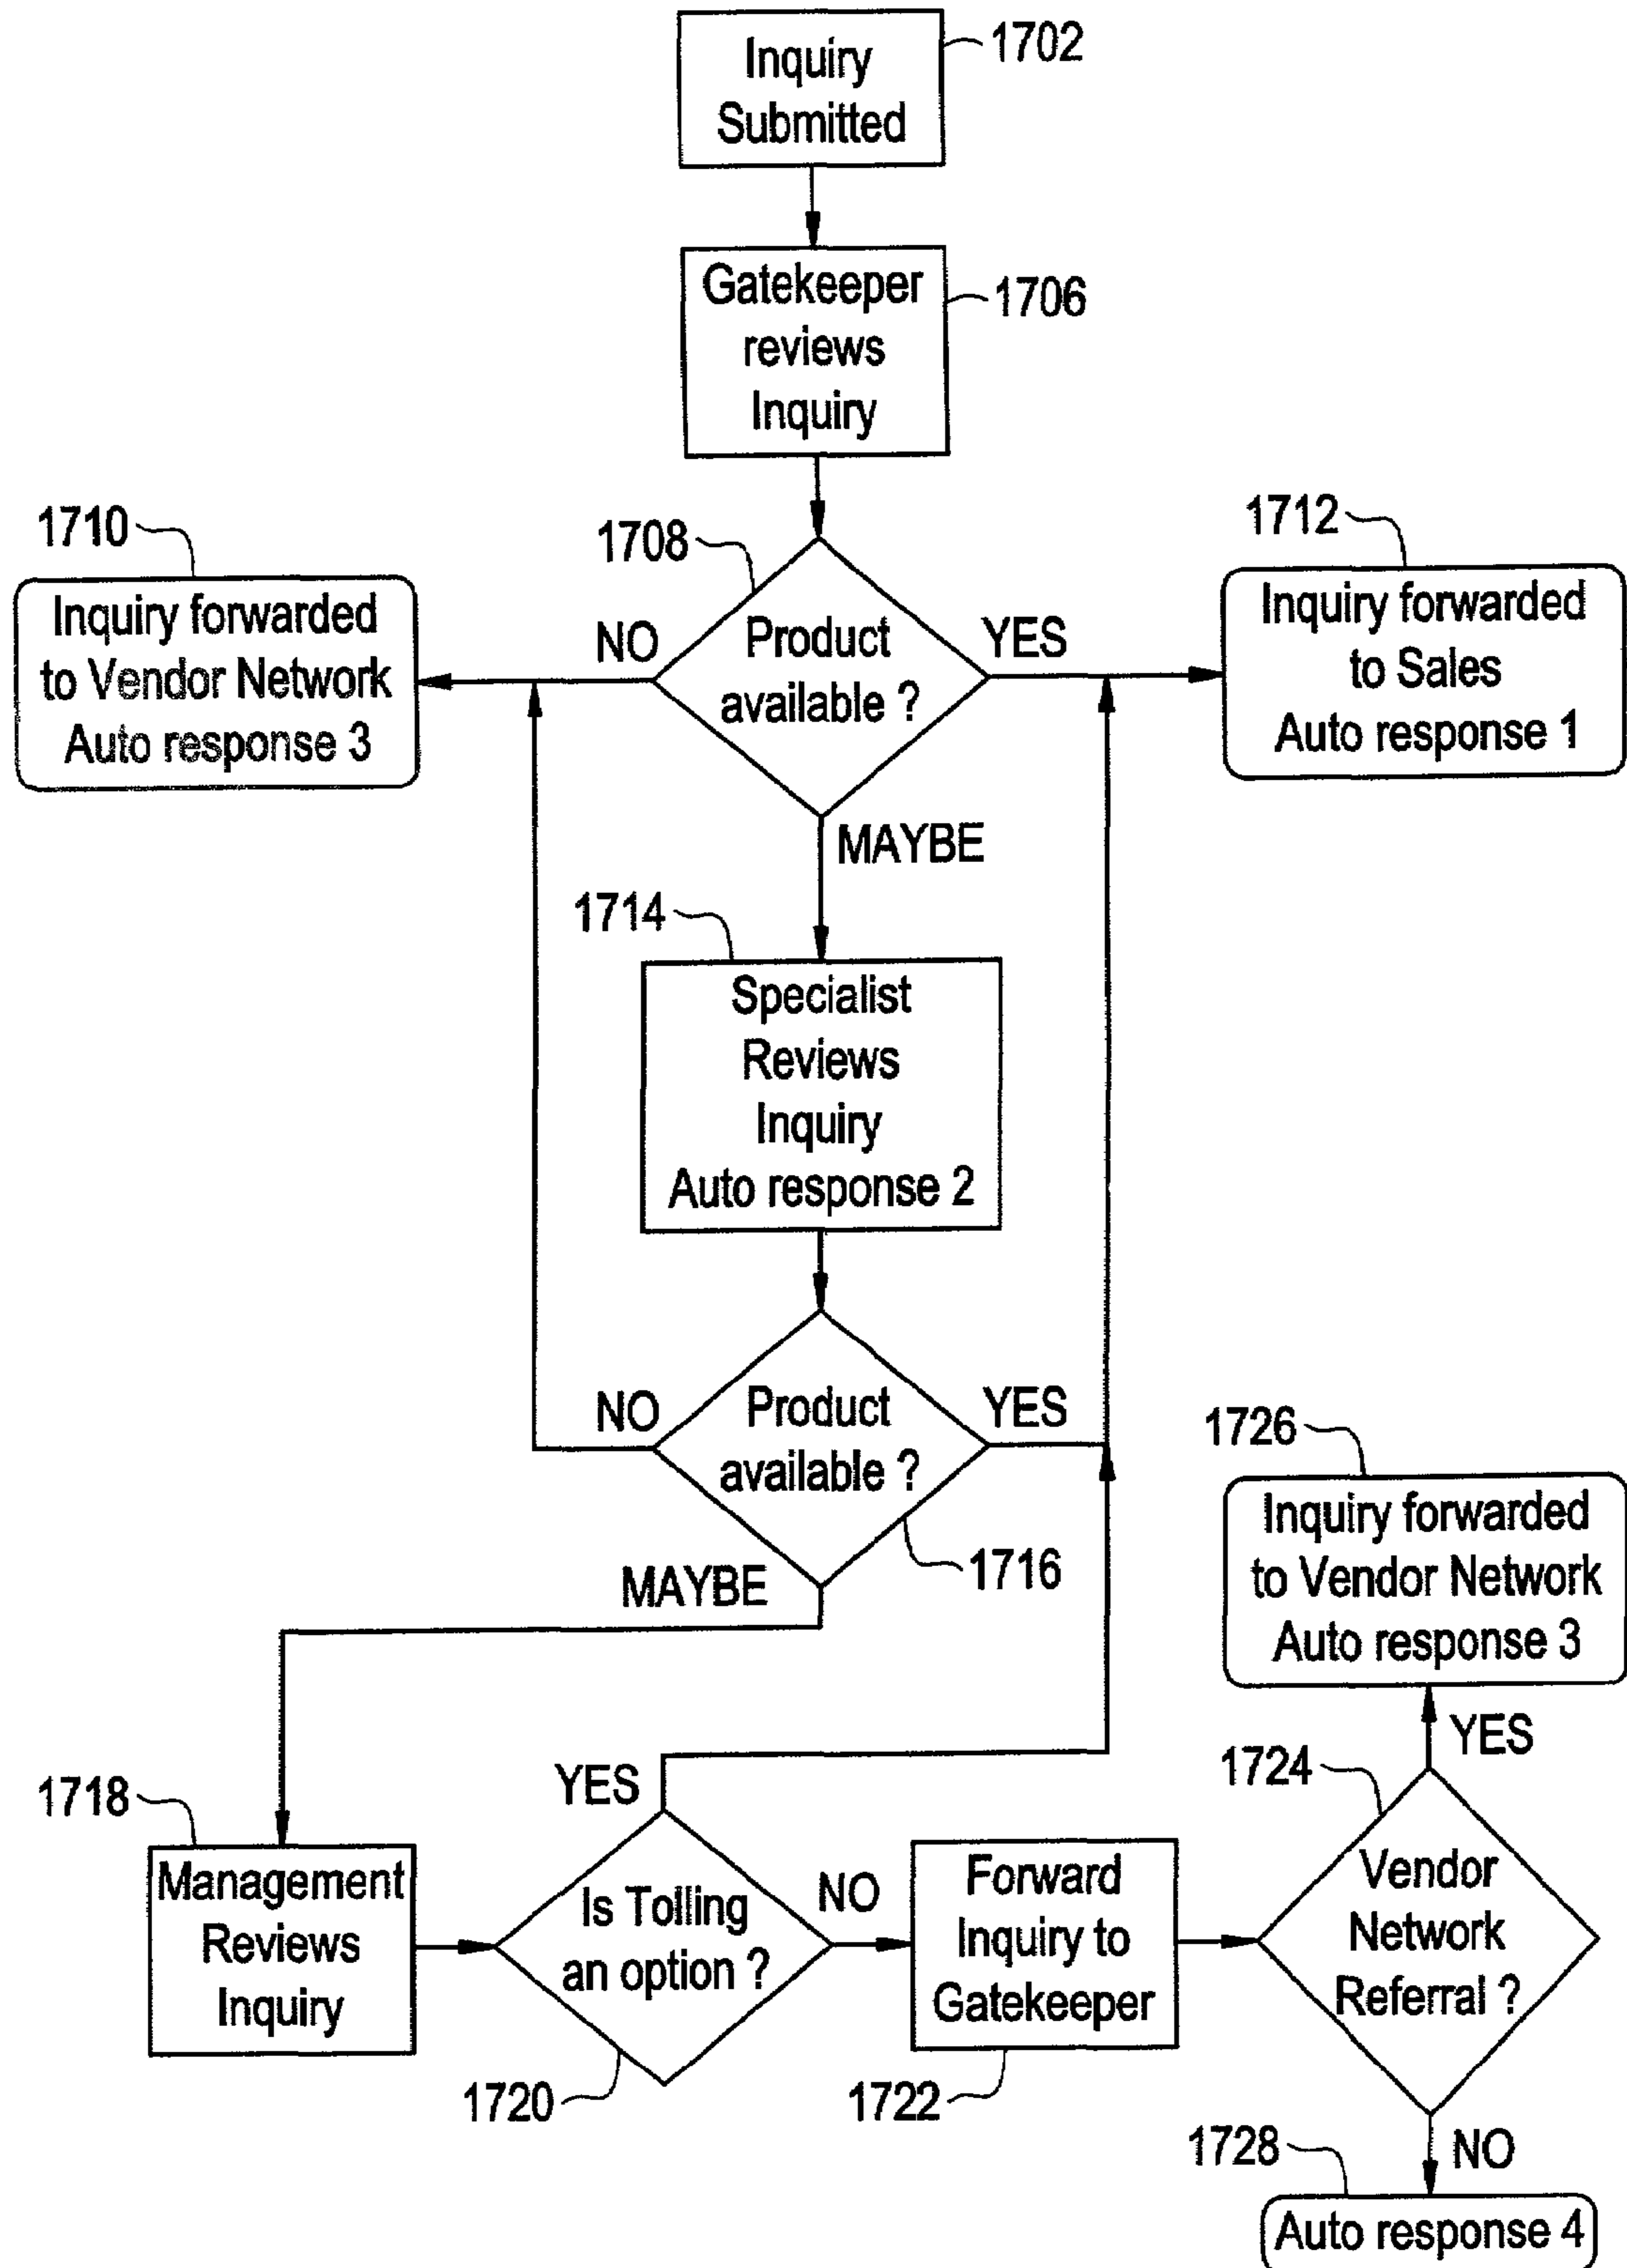 Inquiry
Submitted
1702
Gatekeeper
reviews
Inquiry
1706
1710
Inquiry forwarded
to Vendor Network
Auto response 3
NO
1708
Product
available ?
YES
1712
Inquiry forwarded
to Sales
Auto response 1
MAYBE
1714
Specialist
Reviews
Inquiry
Auto response 2
NO
Product
available ?
YES
1716
MAYBE
1726
Inquiry forwarded
to Vendor Network
Auto response 3
YES
1718
Management
Reviews
Inquiry
YES
Is Tolling
an option ?
1720
NO
Forward
Inquiry to
Gatekeeper
1722
1724
Vendor
Network
Referral ?
NO
1728
Auto response 4